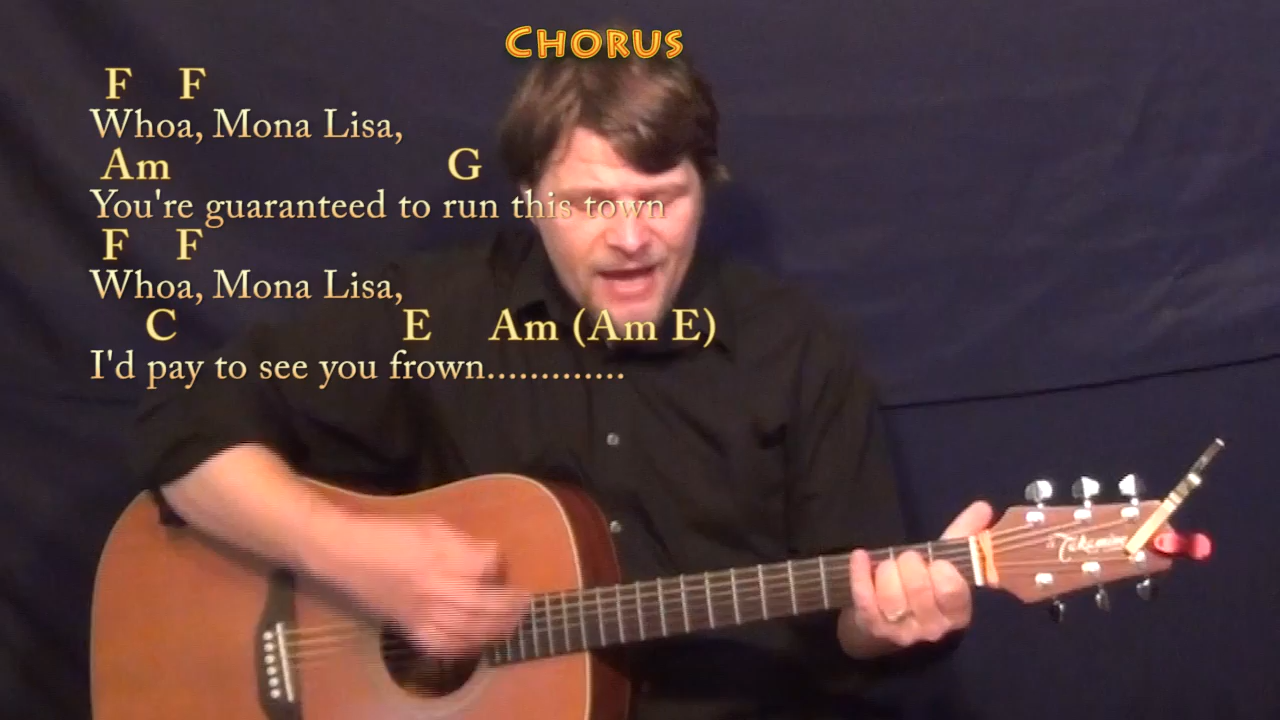 Chorus
F F
Whoa, Mona Lisa,
Am G
You're guaranteed to run this town
F F
Whoa, Mona Lisa,
C E Am (Am E)
I'd pay to see you frown.............
Takamine